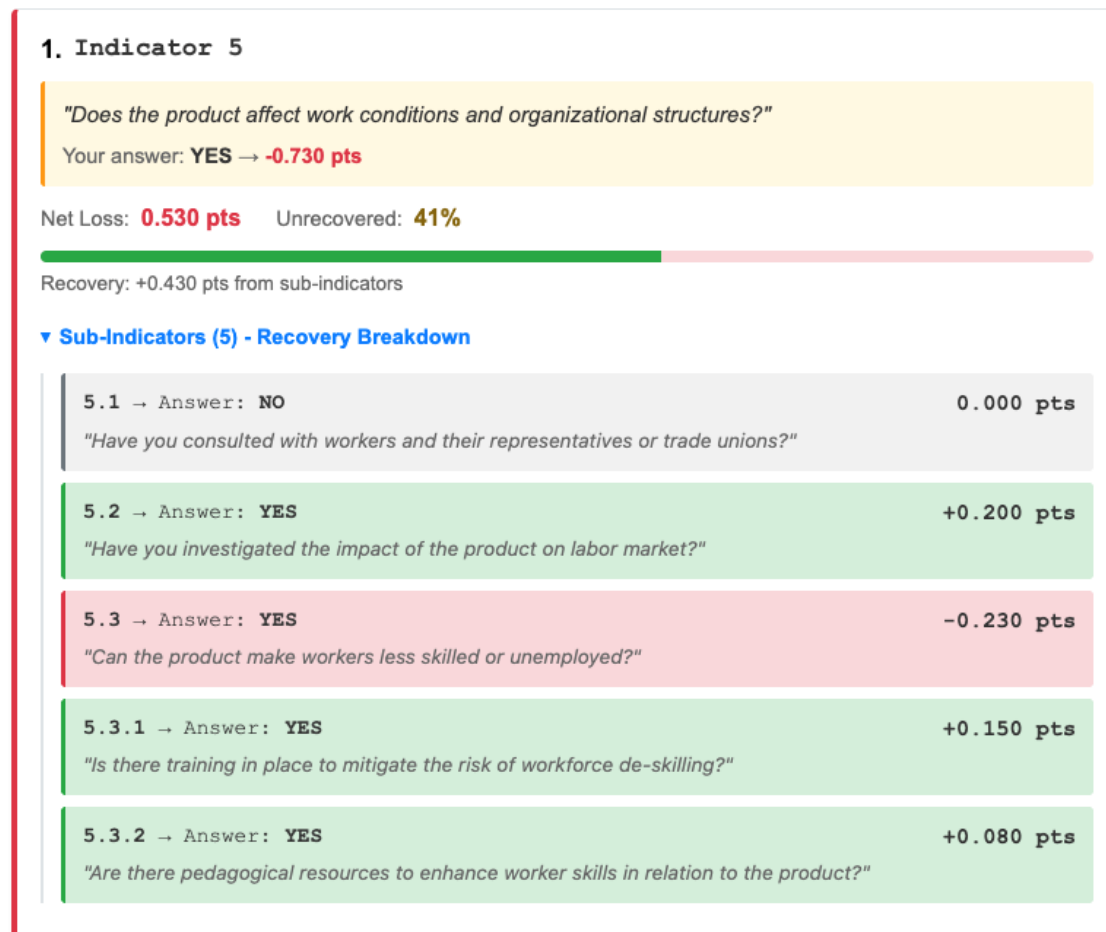 1. Indicator 5
"Does the product affect work conditions and organizational structures?"
Your answer: YES → -0.730 pts
Net Loss: 0.530 pts Unrecovered: 41%
Recovery: +0.430 pts from sub-indicators
▼ Sub-Indicators (5) - Recovery Breakdown
5.1 → Answer: NO 0.000 pts
"Have you consulted with workers and their representatives or trade unions?"
5.2 → Answer: YES +0.200 pts
"Have you investigated the impact of the product on labor market?"
5.3 → Answer: YES -0.230 pts
"Can the product make workers less skilled or unemployed?"
5.3.1 → Answer: YES +0.150 pts
"Is there training in place to mitigate the risk of workforce de-skilling?"
5.3.2 → Answer: YES +0.080 pts
"Are there pedagogical resources to enhance worker skills in relation to the product?"